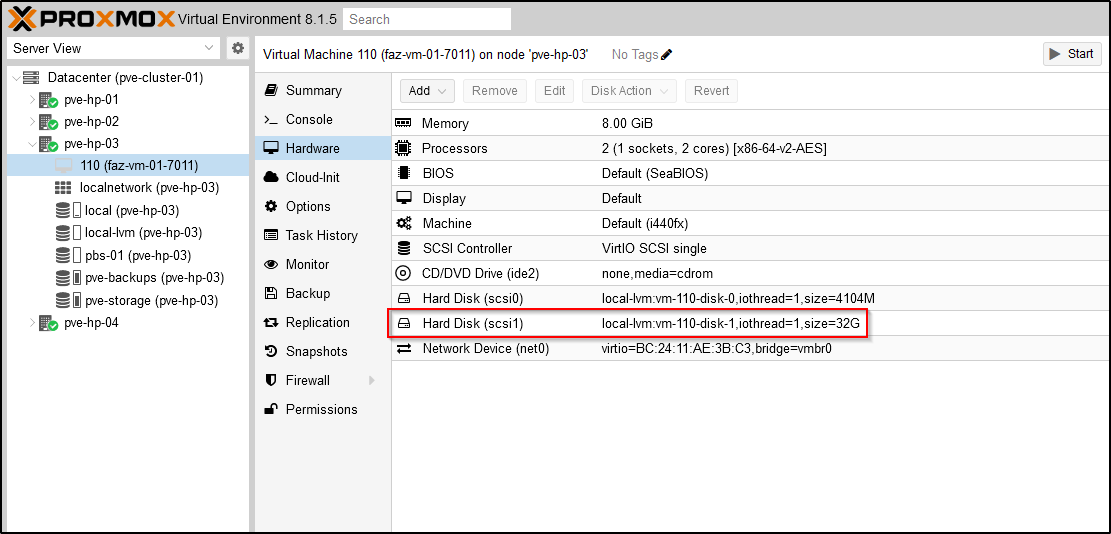 PROXMOX Virtual Environment 8.1.5 Search
Server View
Datacenter (pve-cluster-01)
pve-hp-01
pve-hp-02
pve-hp-03
110 (faz-vm-01-7011)
localnetwork (pve-hp-03)
local (pve-hp-03)
local-lvm (pve-hp-03)
pbs-01 (pve-hp-03)
pve-backups (pve-hp-03)
pve-storage (pve-hp-03)
pve-hp-04
Virtual Machine 110 (faz-vm-01-7011) on node 'pve-hp-03' No Tags Start
Summary
Console
Hardware
Cloud-Init
Options
Task History
Monitor
Backup
Replication
Snapshots
Firewall
Permissions
Add Remove Edit Disk Action Revert
Memory 8.00 GiB
Processors 2 (1 sockets, 2 cores) [x86-64-v2-AES]
BIOS Default (SeaBIOS)
Display Default
Machine Default (i440fx)
SCSI Controller VirtIO SCSI single
CD/DVD Drive (ide2) none,media=cdrom
Hard Disk (scsi0) local-lvm:vm-110-disk-0,iothread=1,size=4104M
Hard Disk (scsi1) local-lvm:vm-110-disk-1,iothread=1,size=32G
Network Device (net0) virtio=BC:24:11:AE:3B:C3,bridge=vmbr0